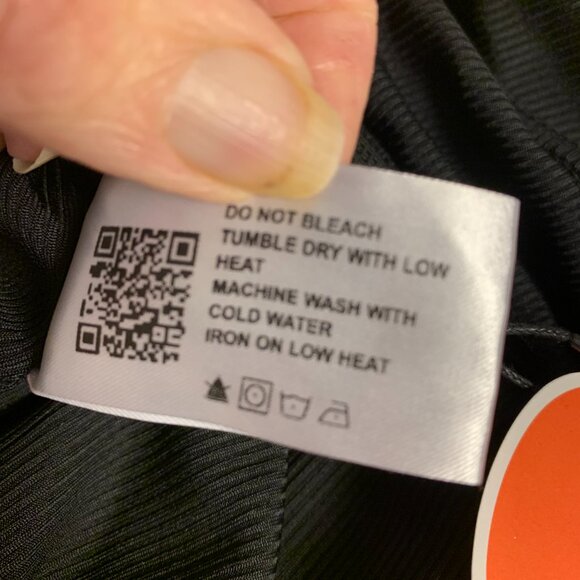 DO NOT BLEACH
TUMBLE DRY WITH LOW
HEAT
MACHINE WASH WITH
COLD WATER
IRON ON LOW HEAT